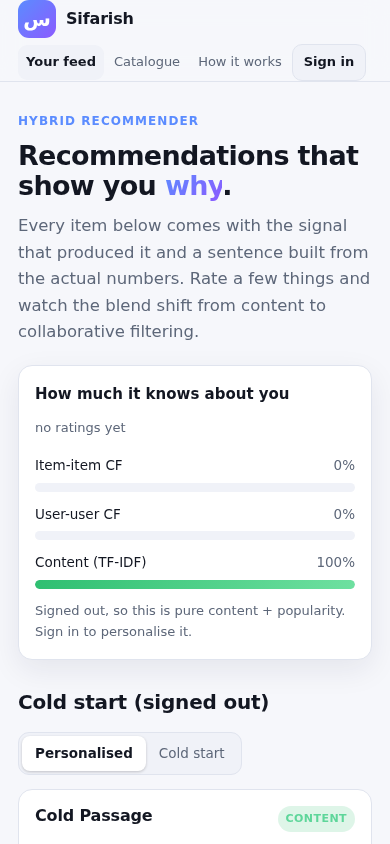 س Sifarish
Your feed Catalogue How it works Sign in
HYBRID RECOMMENDER
Recommendations that
show you why.
Every item below comes with the signal
that produced it and a sentence built from
the actual numbers. Rate a few things and
watch the blend shift from content to
collaborative filtering.
How much it knows about you
no ratings yet
Item-item CF 0%
User-user CF 0%
Content (TF-IDF) 100%
Signed out, so this is pure content + popularity.
Sign in to personalise it.
Cold start (signed out)
Personalised Cold start
Cold Passage CONTENT